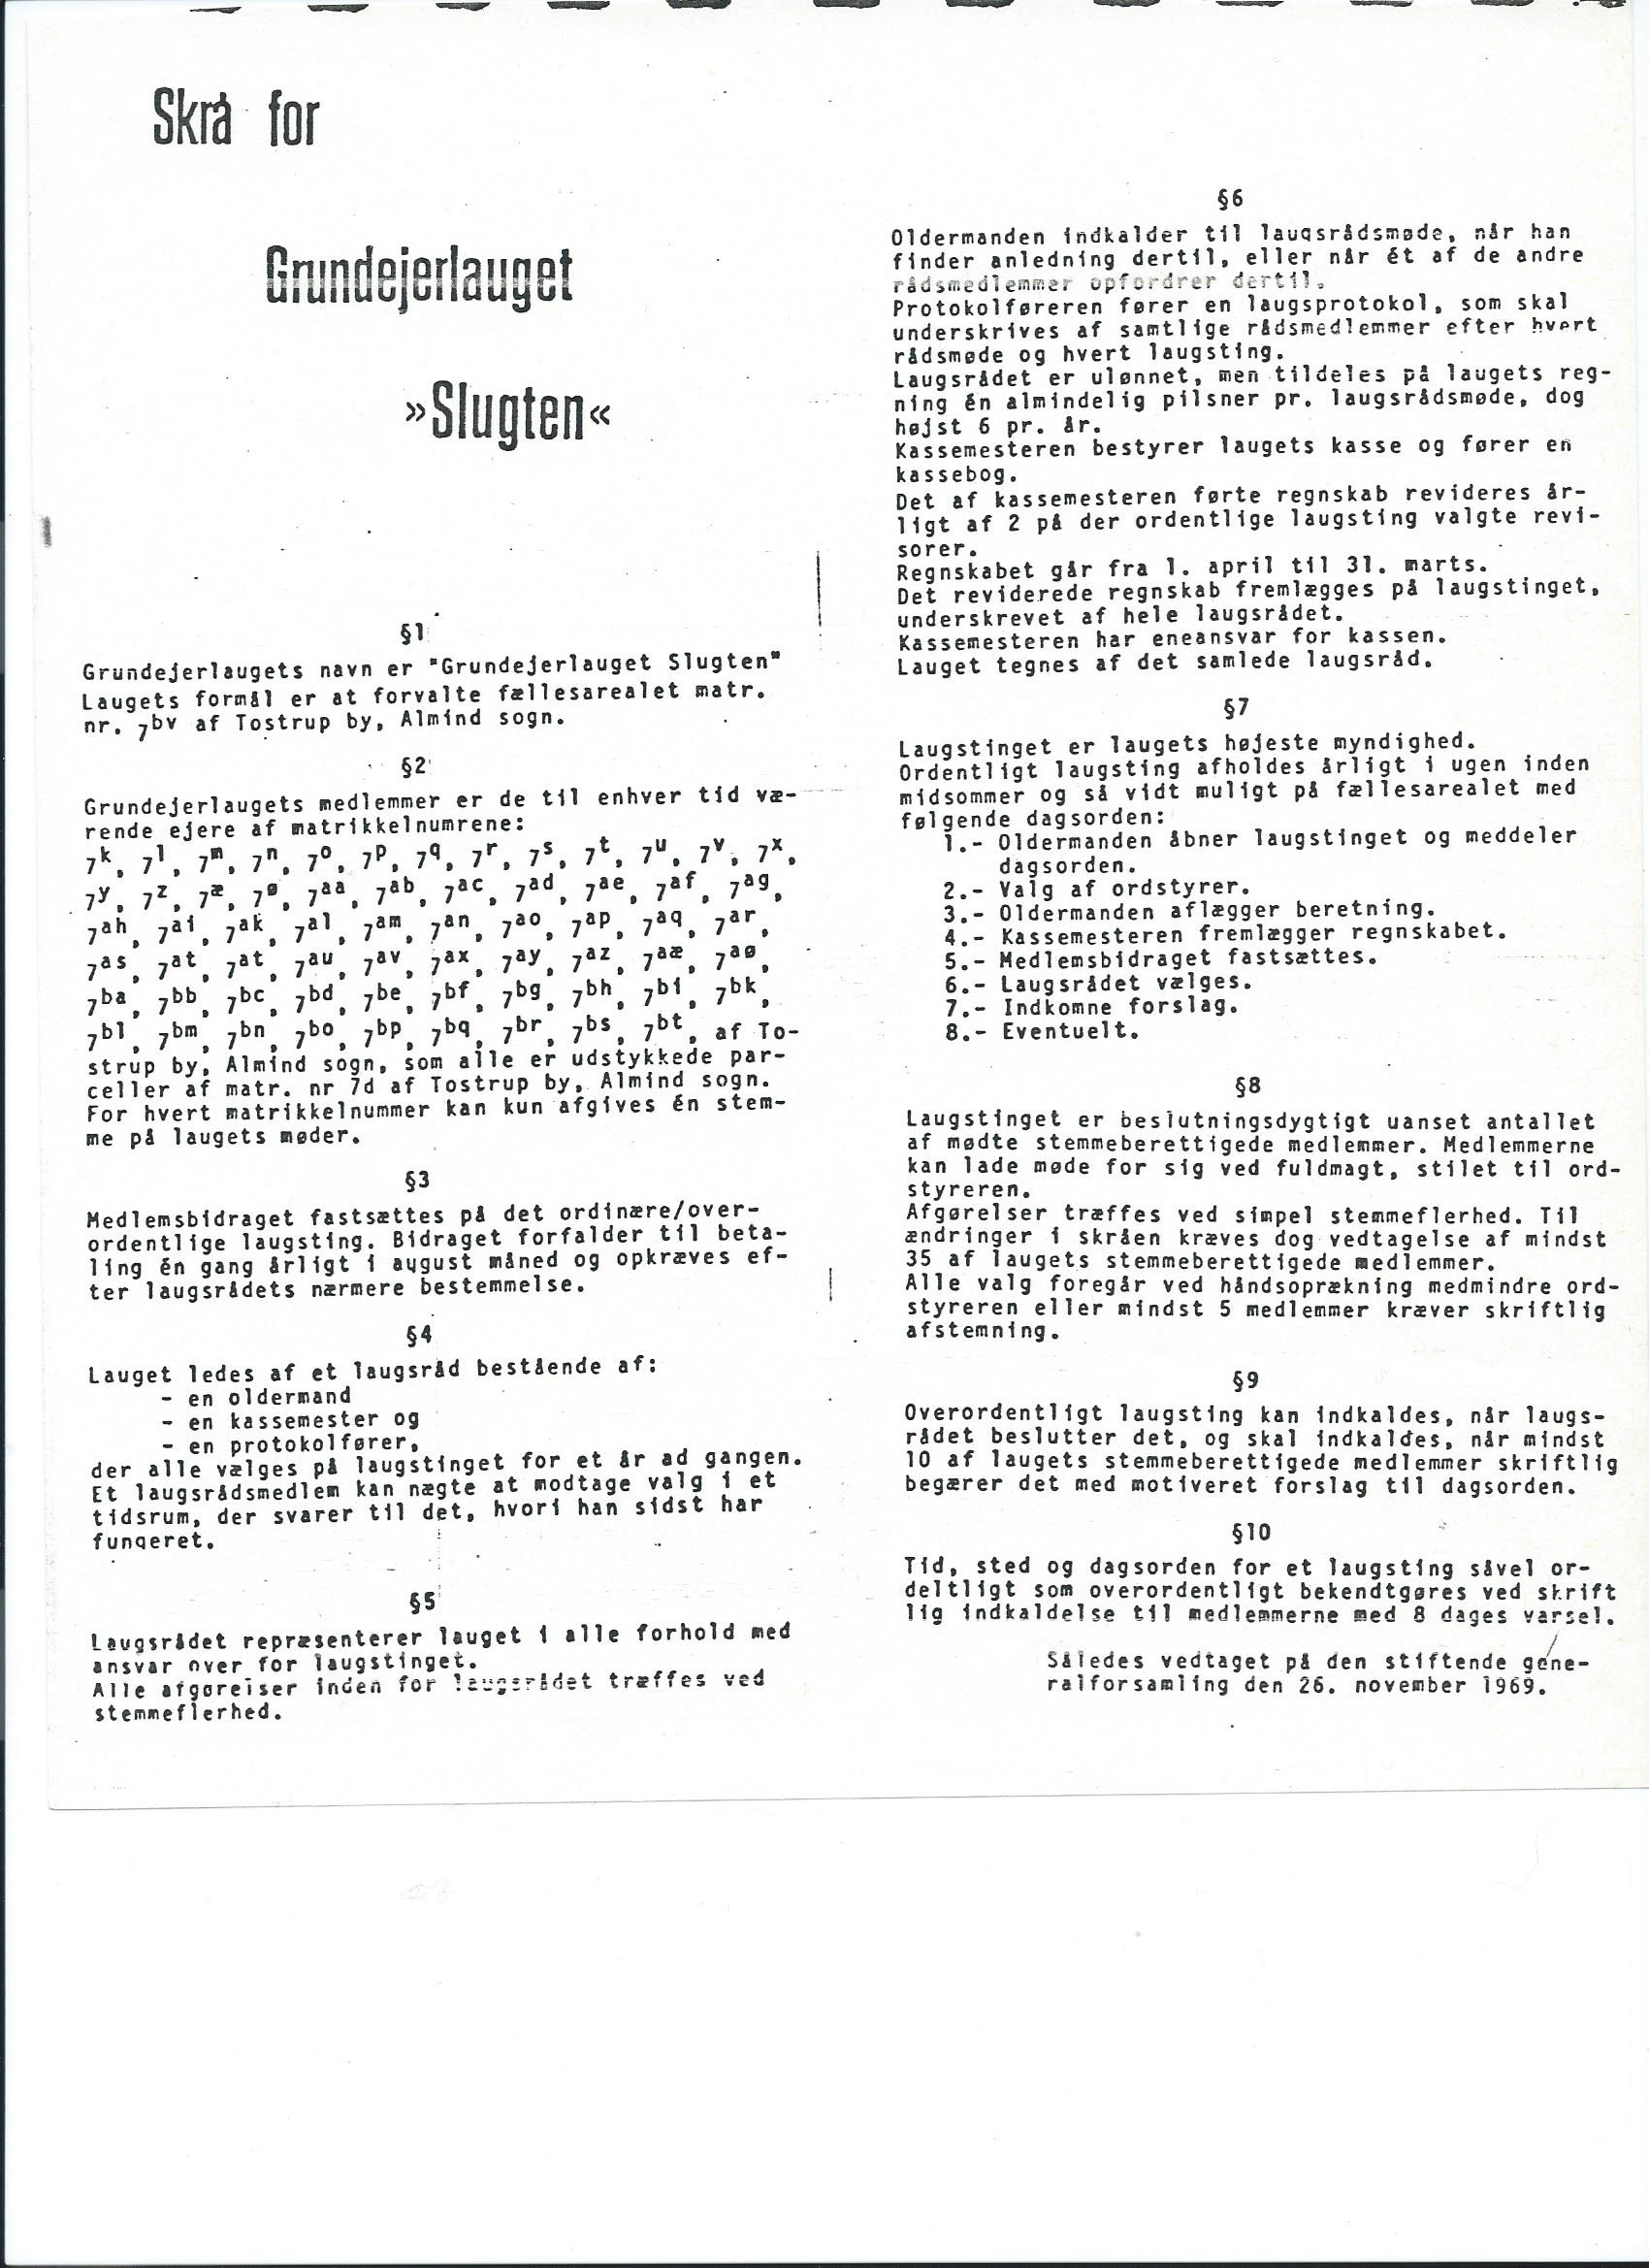 Skrå for
Grundejerlauget
»Slugten«
§1
Grundejerlaugets navn er "Grundejerlauget Slugten"
Laugets formål er at forvalte fællesarealet matr.
nr. 7bv af Tostrup by, Almind sogn.
§2
Grundejerlaugets medlemmer er de til enhver tid væ-
rende ejere af matrikkelnumrene:
7k, 7l, 7m, 7n, 7o, 7p, 7q, 7r, 7s, 7t, 7u, 7v, 7x,
7y, 7z, 7æ, 7ø, 7aa, 7ab, 7ac, 7ad, 7ae, 7af, 7ag,
7ah, 7ai, 7ak, 7al, 7am, 7an, 7ao, 7ap, 7aq, 7ar,
7as, 7at, 7at, 7au, 7av, 7ax, 7ay, 7az, 7aæ, 7aø,
7ba, 7bb, 7bc, 7bd, 7be, 7bf, 7bg, 7bh, 7bi, 7bk,
7bl, 7bm, 7bn, 7bo, 7bp, 7bq, 7br, 7bs, 7bt, af To-
strup by, Almind sogn, som alle er udstykkede par-
celler af matr. nr 7d af Tostrup by, Almind sogn.
For hvert matrikkelnummer kan kun afgives én stem-
me på laugets møder.
§3
Medlemsbidraget fastsættes på det ordinære/over-
ordentlige laugsting. Bidraget forfalder til beta-
ling én gang årligt i august måned og opkræves ef-
ter laugsrådets nærmere bestemmelse.
§4
Lauget ledes af et laugsråd bestående af:
- en oldermand
- en kassemester og
- en protokolfører,
der alle vælges på laugstinget for et år ad gangen.
Et laugsrådsmedlem kan nægte at modtage valg i et
tidsrum, der svarer til det, hvori han sidst har
fungeret.
§5
Laugsrådet repræsenterer lauget i alle forhold med
ansvar over for laugstinget.
Alle afgørelser inden for laugsrådet træffes ved
stemmeflerhed.
§6
Oldermanden indkalder til laugsrådsmøde, når han
finder anledning dertil, eller når ét af de andre
rådsmedlemmer opfordrer dertil.
Protokolføreren fører en laugsprotokol, som skal
underskrives af samtlige rådsmedlemmer efter hvert
rådsmøde og hvert laugsting.
Laugsrådet er ulønnet, men tildeles på laugets reg-
ning én almindelig pilsner pr. laugsrådsmøde, dog
højst 6 pr. år.
Kassemesteren bestyrer laugets kasse og fører en
kassebog.
Det af kassemesteren førte regnskab revideres år-
ligt af 2 på der ordentlige laugsting valgte revi-
sorer.
Regnskabet går fra 1. april til 31. marts.
Det reviderede regnskab fremlægges på laugstinget,
underskrevet af hele laugsrådet.
Kassemesteren har eneansvar for kassen.
Lauget tegnes af det samlede laugsråd.
§7
Laugstinget er laugets højeste myndighed.
Ordentligt laugsting afholdes årligt i ugen inden
midsommer og så vidt muligt på fællesarealet med
følgende dagsorden:
1.- Oldermanden åbner laugstinget og meddeler
dagsorden.
2.- Valg af ordstyrer.
3.- Oldermanden aflægger beretning.
4.- Kassemesteren fremlægger regnskabet.
5.- Medlemsbidraget fastsættes.
6.- Laugsrådet vælges.
7.- Indkomne forslag.
8.- Eventuelt.
§8
Laugstinget er beslutningsdygtigt uanset antallet
af mødte stemmeberettigede medlemmer. Medlemmerne
kan lade møde for sig ved fuldmagt, stilet til ord-
styreren.
Afgørelser træffes ved simpel stemmeflerhed. Til
ændringer i skråen kræves dog vedtagelse af mindst
35 af laugets stemmeberettigede medlemmer.
Alle valg foregår ved håndsoprækning medmindre ord-
styreren eller mindst 5 medlemmer kræver skriftlig
afstemning.
§9
Overordentligt laugsting kan indkaldes, når laugs-
rådet beslutter det, og skal indkaldes, når mindst
10 af laugets stemmeberettigede medlemmer skriftlig
begærer det med motiveret forslag til dagsorden.
§10
Tid, sted og dagsorden for et laugsting såvel or-
deltligt som overordentligt bekendtgøres ved skrift
lig indkaldelse til medlemmerne med 8 dages varsel.
Således vedtaget på den stiftende gene-
ralforsamling den 26. november 1969.